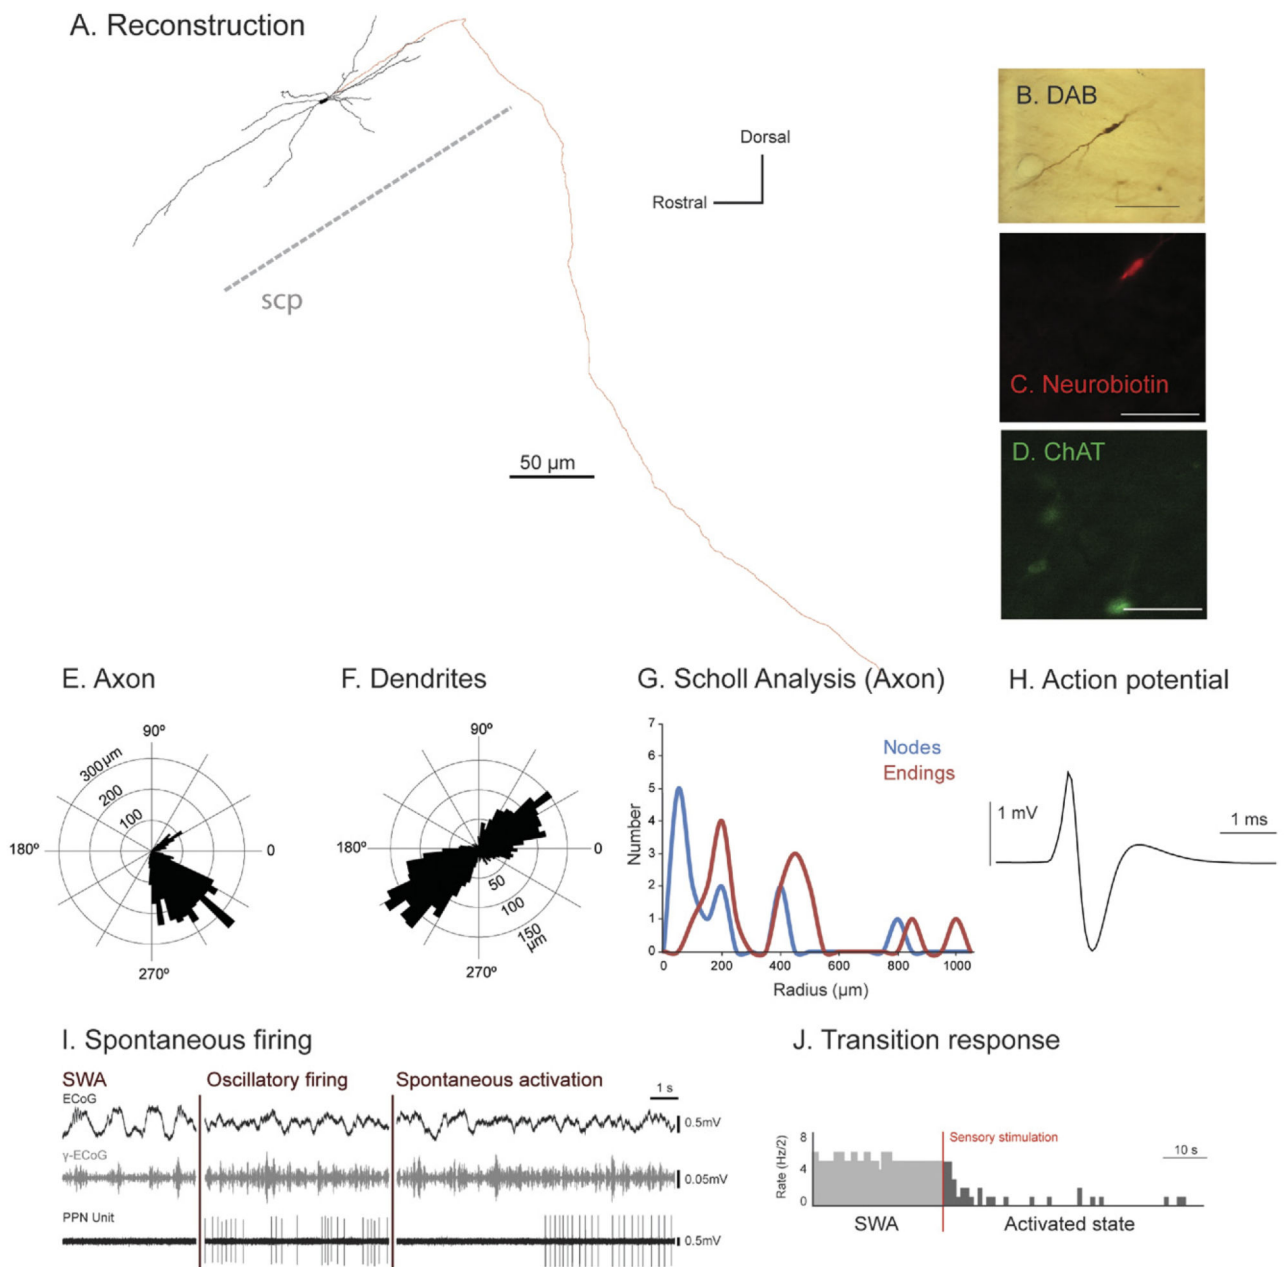 A. Reconstruction
B. DAB
Dorsal
Rostral
C. Neurobiotin
scp
D. ChAT
50 µm
E. Axon
F. Dendrites
G. Scholl Analysis (Axon)
H. Action potential
90º
300µm
200
100
180º
0
270º
90º
180º
0
50
100
150
µm
270º
7
6
5
4
3
2
1
0
Number
Nodes
Endings
0
200
400
600
800
1000
Radius (µm)
1 mV
1 ms
I. Spontaneous firing
J. Transition response
SWA
Oscillatory firing
Spontaneous activation
1 s
ECoG
0.5mV
γ-ECoG
0.05mV
PPN Unit
0.5mV
Sensory stimulation
10 s
Rate (Hz/2)
8
4
0
SWA
Activated state